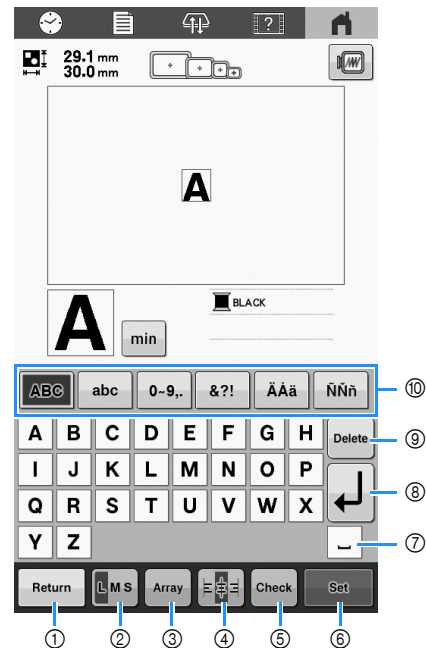 ?
29.1 mm
30.0 mm
A
A
min
BLACK
ABC abc 0~9,. &?! ÄÅä ÑÑñ ⑩
A B C D E F G H Delete ⑨
I J K L M N O P ⑧
Q R S T U V W X
Y Z ⑦
Return L M S Array Check Set
① ② ③ ④ ⑤ ⑥